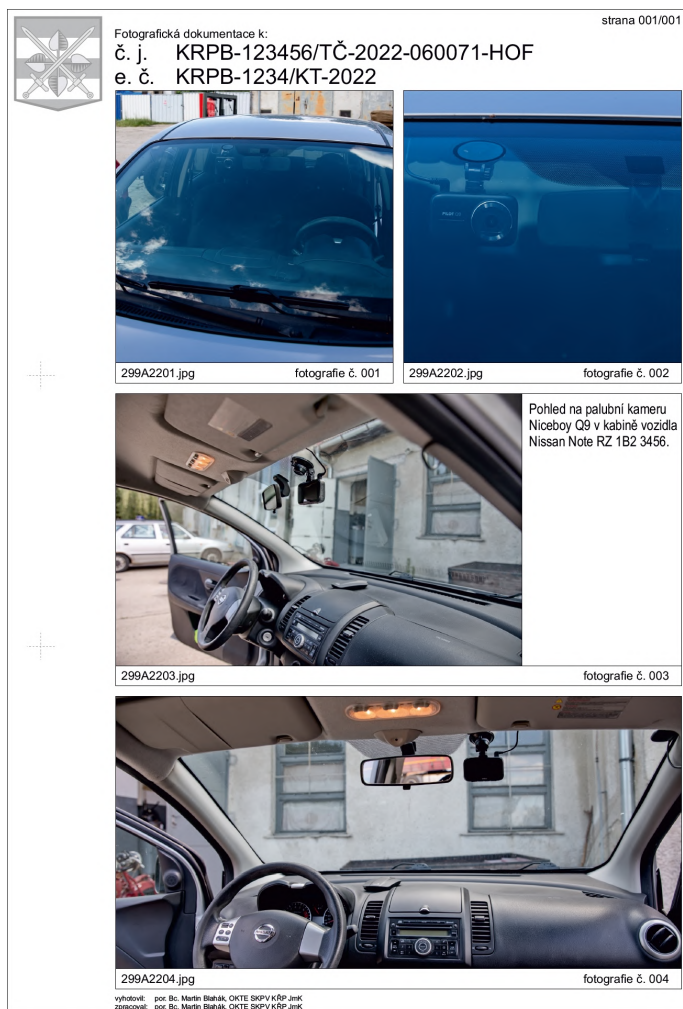 strana 001/001
Fotografická dokumentace k:
č. j. KRPB-123456/TČ-2022-060071-HOF
e. č. KRPB-1234/KT-2022
299A2201.jpg fotografie č. 001
299A2202.jpg fotografie č. 002
Pohled na palubní kameru
Niceboy Q9 v kabině vozidla
Nissan Note RZ 1B2 3456.
299A2203.jpg fotografie č. 003
299A2204.jpg fotografie č. 004
vyhotovil: por. Bc. Martin Blahák, OKTE SKPV KŘP JmK
zpracoval: por. Bc. Martin Blahák, OKTE SKPV KŘP JmK